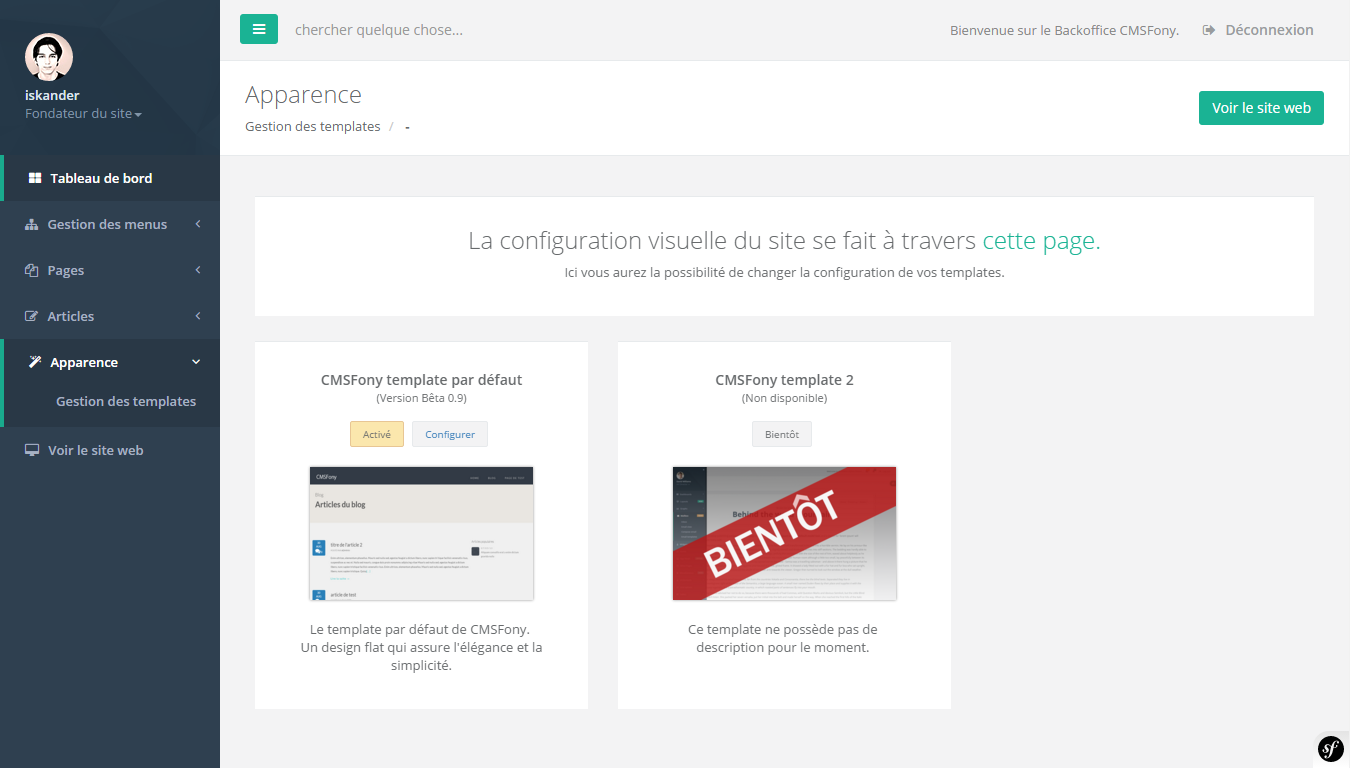 chercher quelque chose...
Bienvenue sur le Backoffice CMSFony.
Déconnexion
iskander
Fondateur du site
Tableau de bord
Gestion des menus
Pages
Articles
Apparence
Gestion des templates
Voir le site web
Apparence
Gestion des templates / -
Voir le site web
La configuration visuelle du site se fait à travers cette page.
Ici vous aurez la possibilité de changer la configuration de vos templates.
CMSFony template par défaut
(Version Bêta 0.9)
Activé
Configurer
CMSFony
Blog
Articles du blog
titre de l'article 2
article de test
Le template par défaut de CMSFony.
Un design flat qui assure l'élégance et la
simplicité.
CMSFony template 2
(Non disponible)
Bientôt
BIENTÔT
Ce template ne possède pas de
description pour le moment.
sf